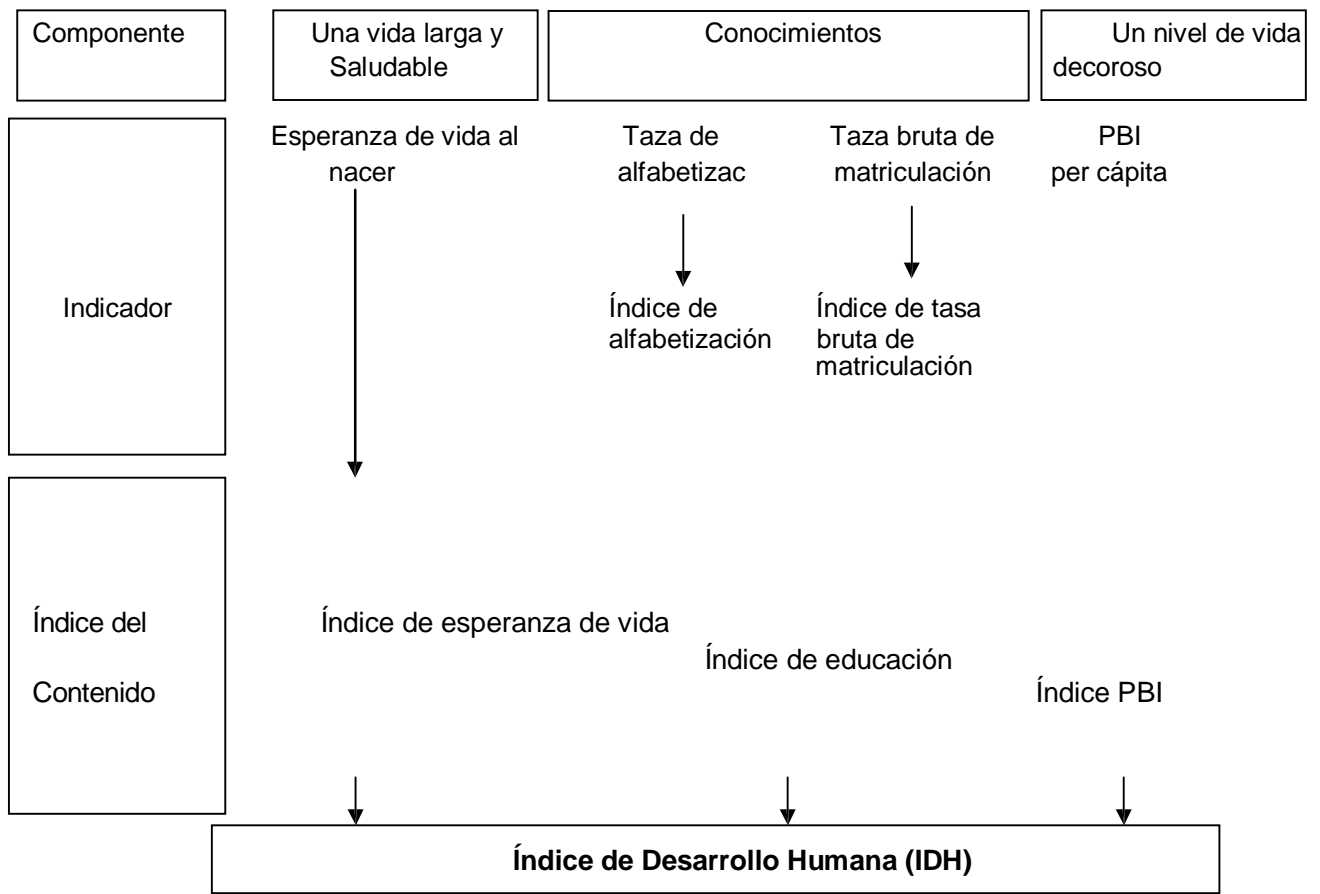 Componente
Una vida larga y
Saludable
Conocimientos
Un nivel de vida
decoroso
Indicador
Esperanza de vida al
nacer
Taza de
alfabetizac
Taza bruta de
matriculación
PBI
per cápita
Índice de
alfabetización
Índice de tasa
bruta de
matriculación
Índice del
Contenido
Índice de esperanza de vida
Índice de educación
Índice PBI
Índice de Desarrollo Humana (IDH)